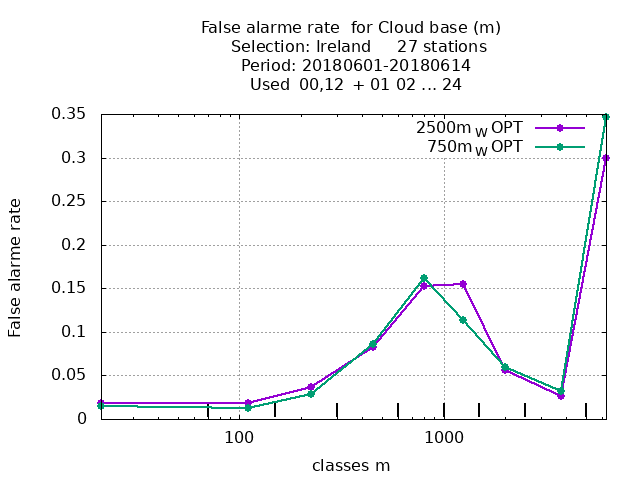 False alarme rate  for Cloud base (m)
Selection: Ireland     27 stations
Period: 20180601-20180614
Used  00,12  + 01 02 ... 24
0.35
0.3
0.25
0.2
0.15
0.1
0.05
0
False alarme rate
2500m W OPT
750m W OPT
100
1000
classes m